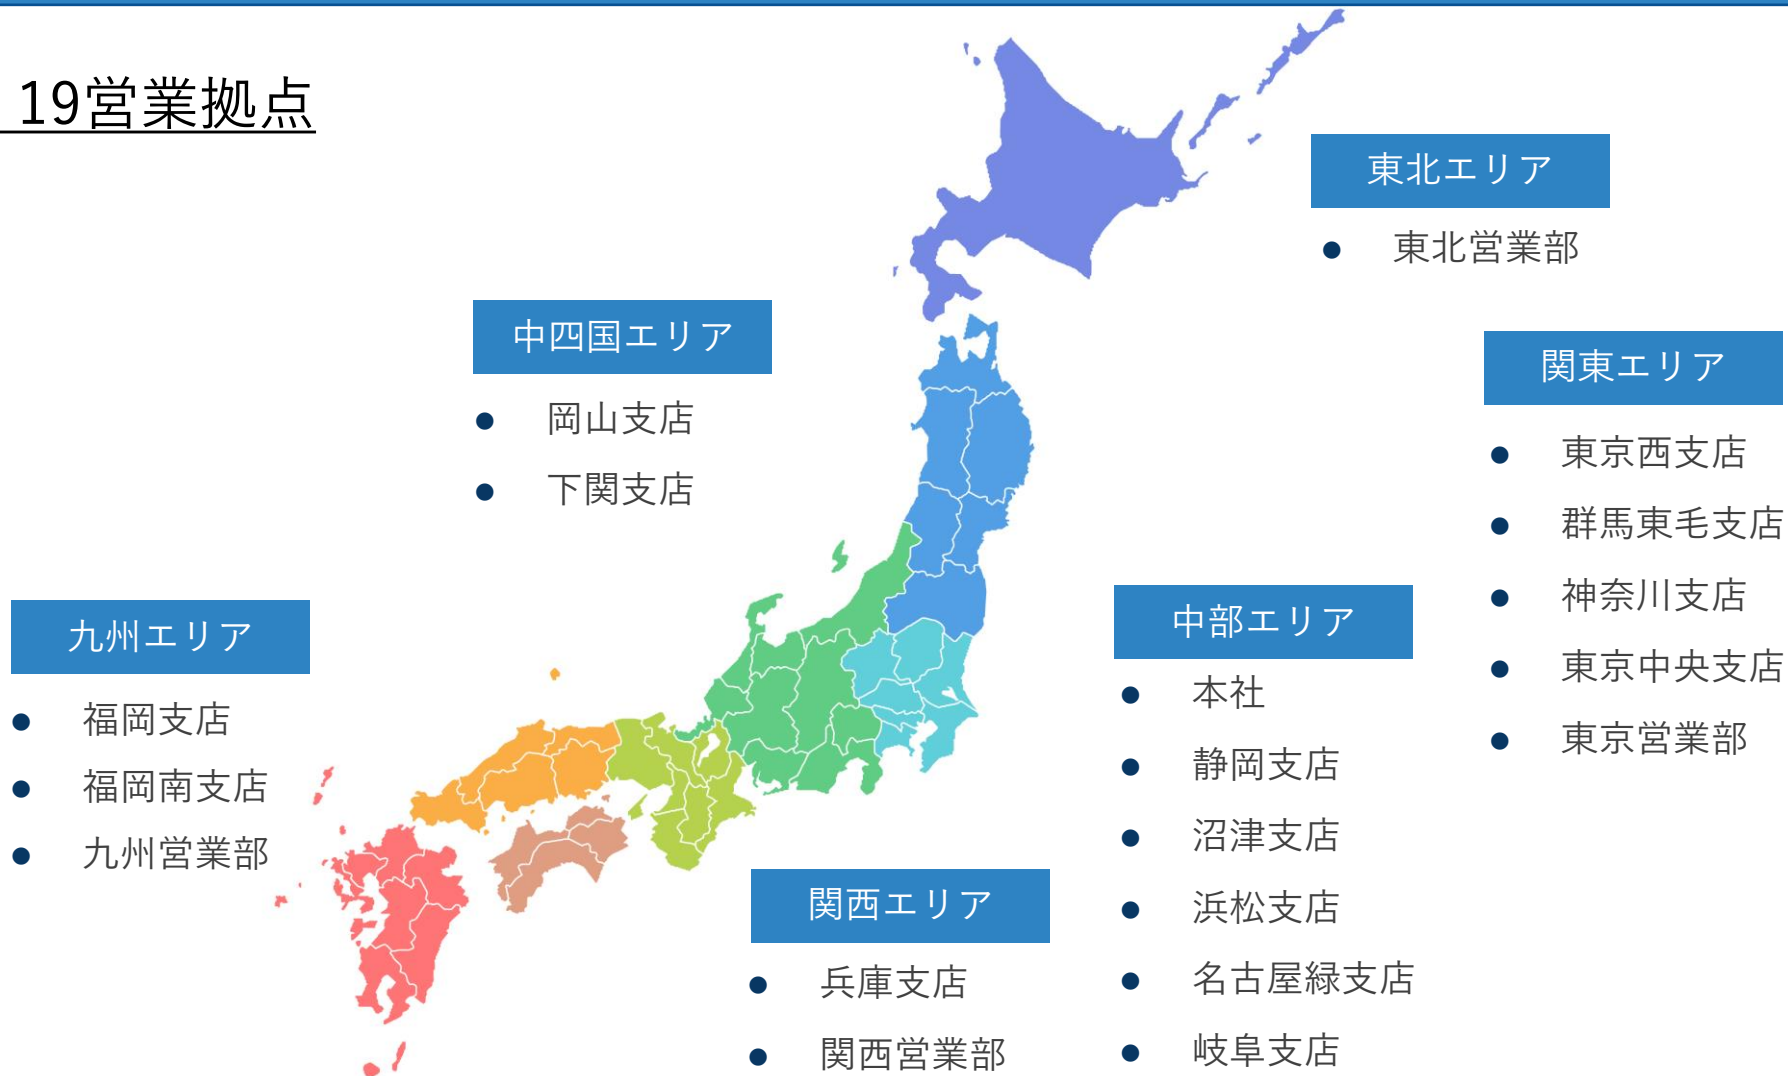 19営業拠点
東北エリア
● 東北営業部
中四国エリア
● 岡山支店
● 下関支店
関東エリア
● 東京西支店
● 群馬東毛支店
● 神奈川支店
● 東京中央支店
● 東京営業部
九州エリア
● 福岡支店
● 福岡南支店
● 九州営業部
中部エリア
● 本社
● 静岡支店
● 沼津支店
● 浜松支店
● 名古屋緑支店
● 岐阜支店
関西エリア
● 兵庫支店
● 関西営業部